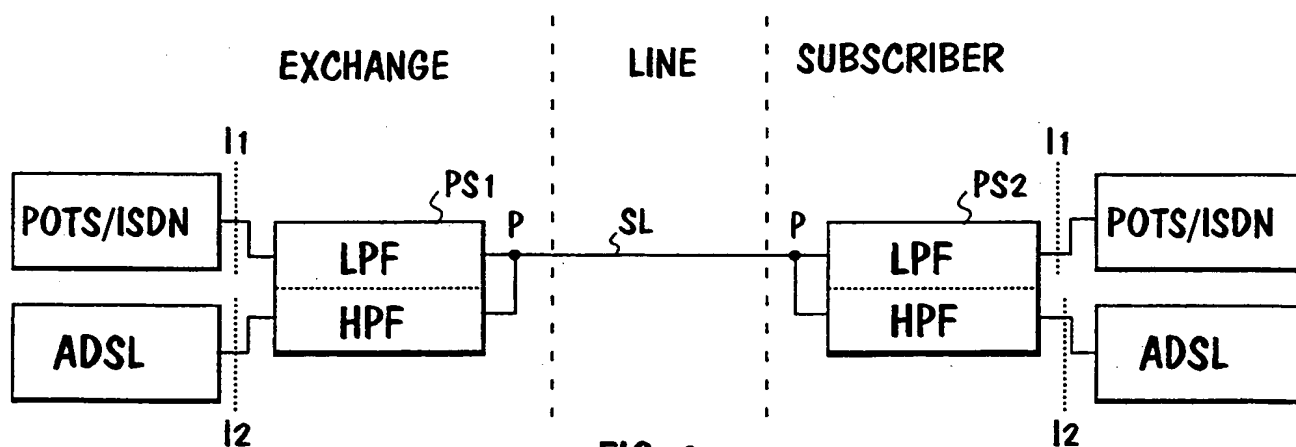 EXCHANGE
LINE
SUBSCRIBER
I1
I1
POTS/ISDN
PS1
P
SL
P
PS2
POTS/ISDN
LPF
LPF
HPF
HPF
ADSL
ADSL
I2
I2